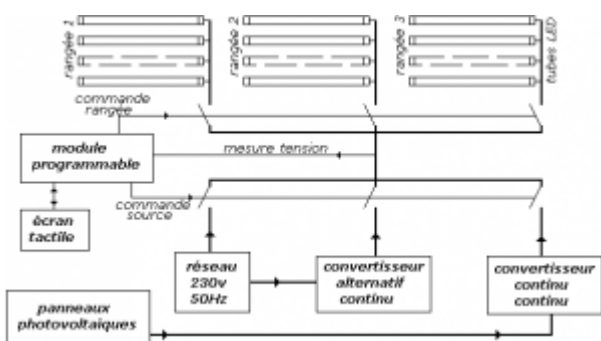 rangée 1
rangée 2
rangée 3
tubes LED
commande
rangée
module
programmable
mesure tension
commande
source
écran
tactile
réseau
230v
50Hz
convertisseur
alternatif
continu
convertisseur
continu
continu
panneaux
photovoltaïques